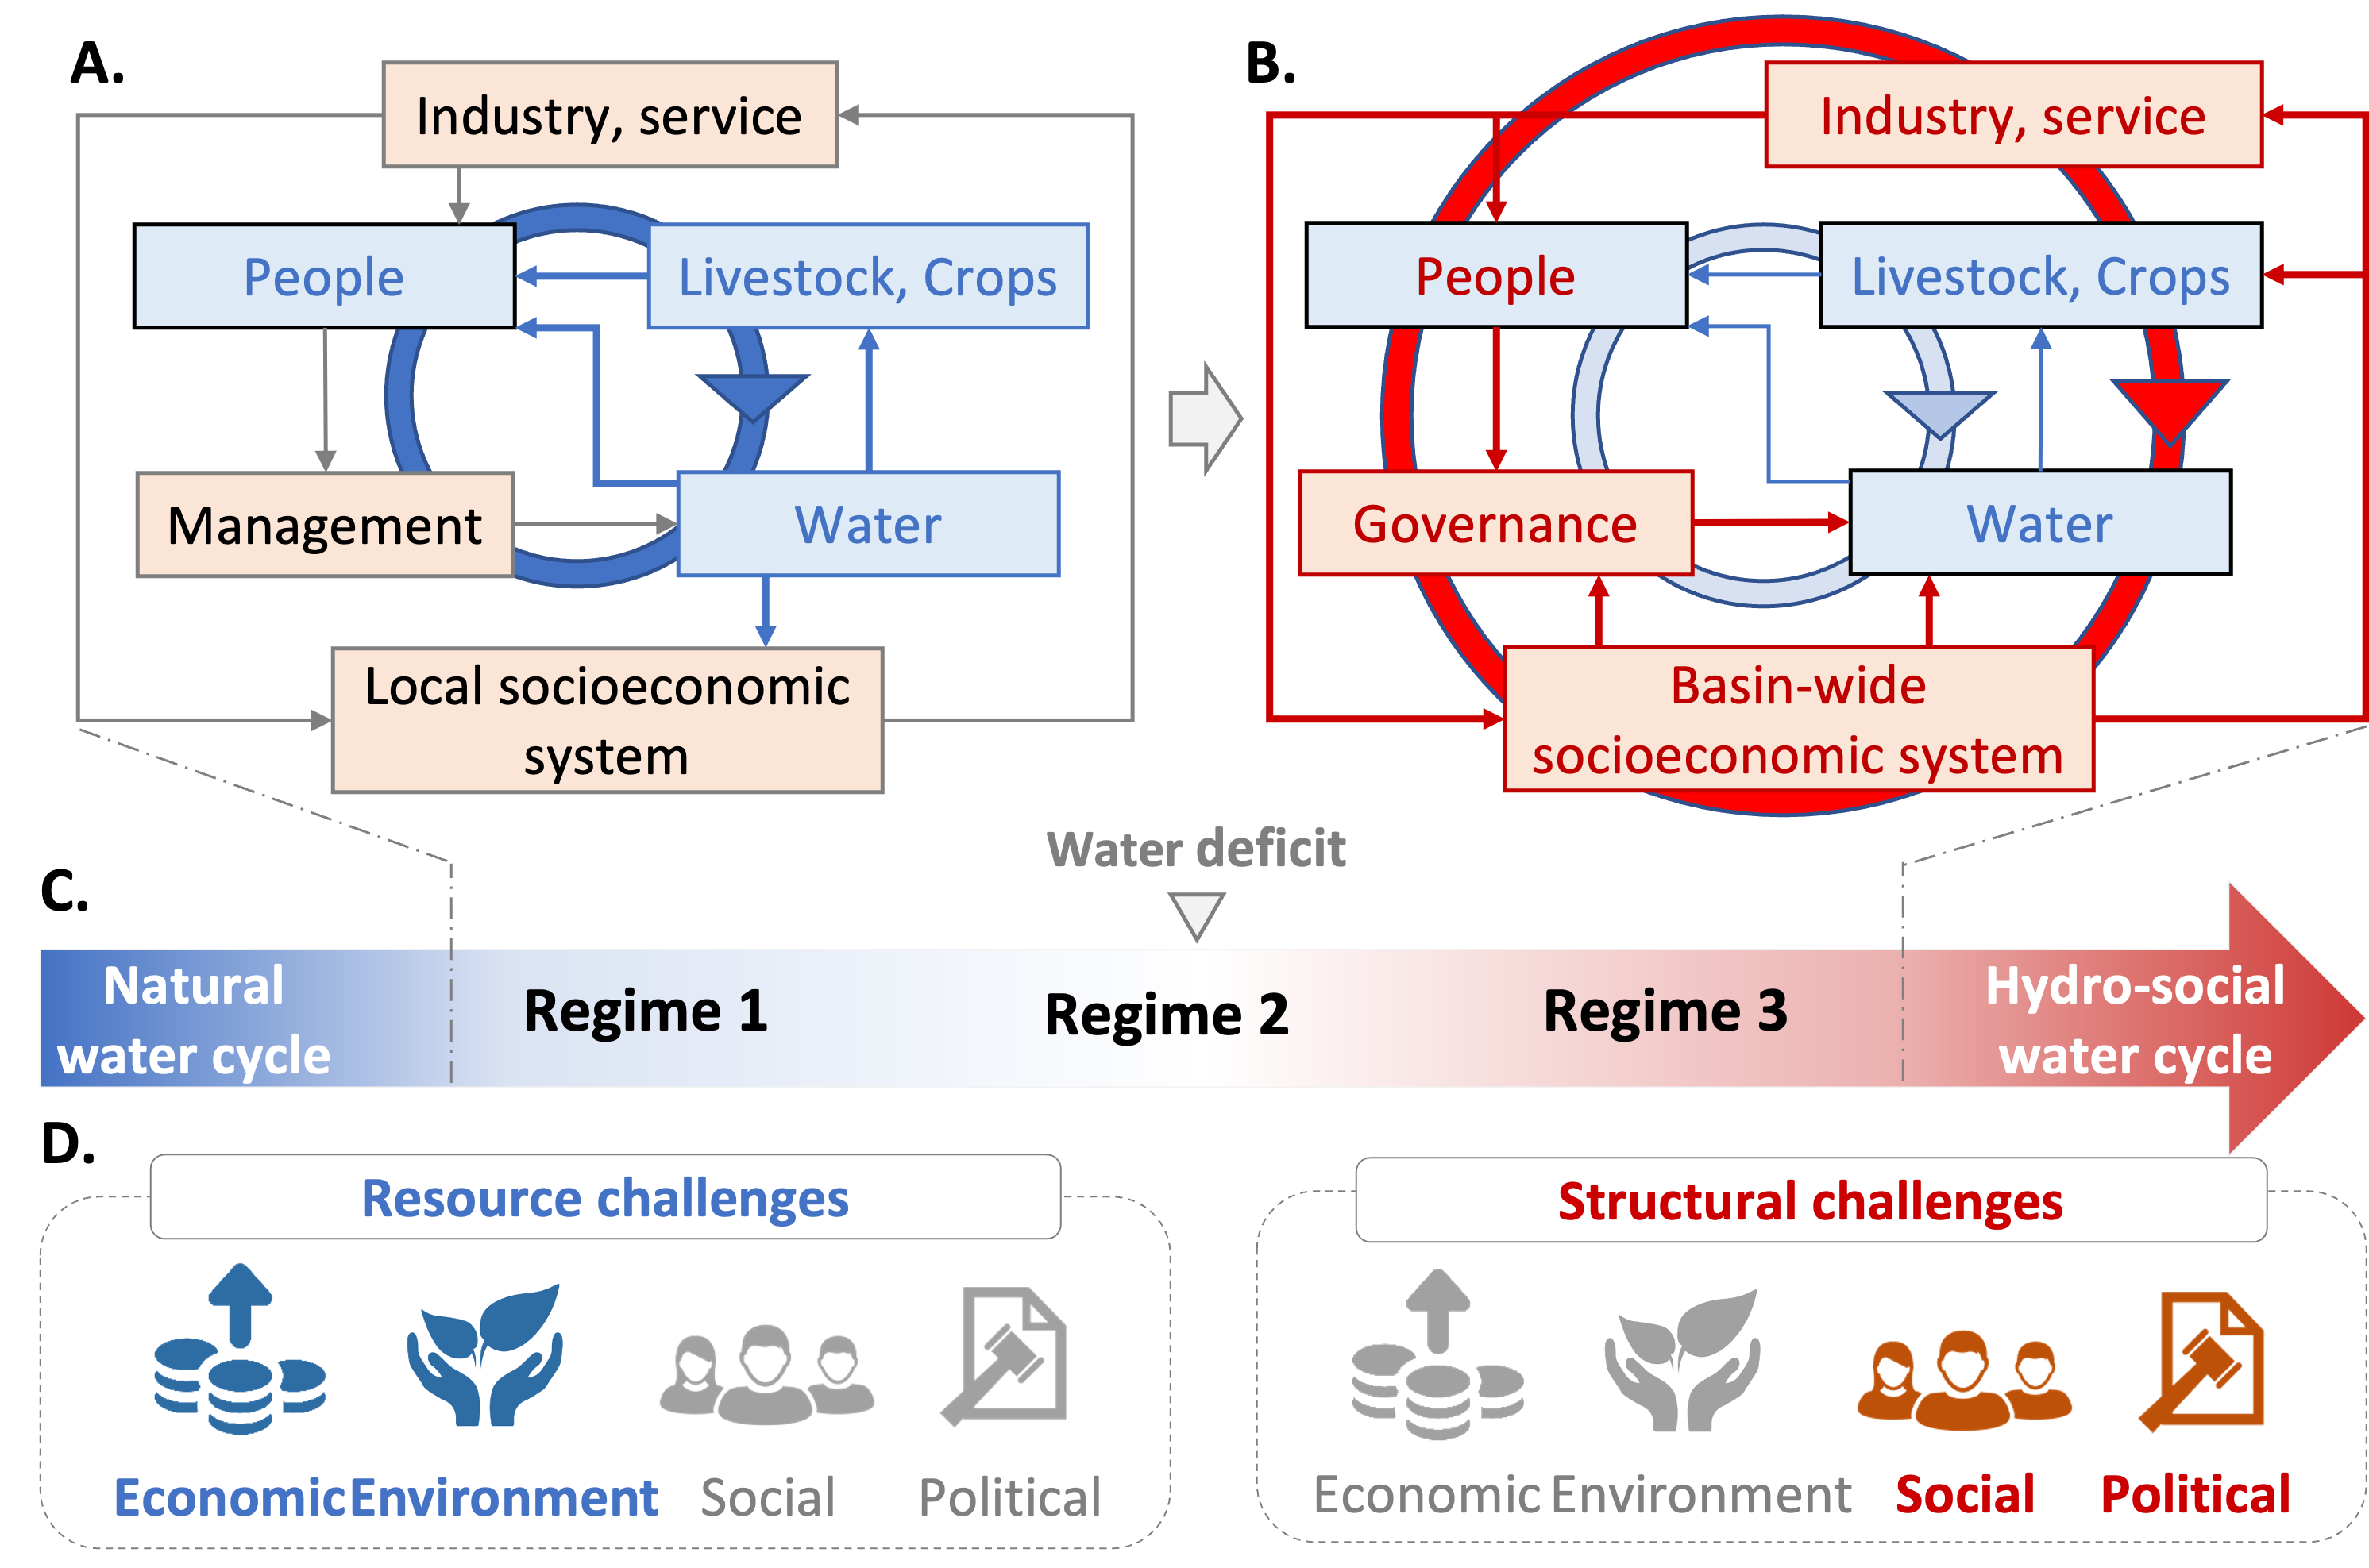 A.
Industry, service
People
Livestock, Crops
Management
Water
Local socioeconomic
system
B.
Industry, service
People
Livestock, Crops
Governance
Water
Basin-wide
socioeconomic system
Water deficit
C.
Natural
water cycle
Regime 1
Regime 2
Regime 3
Hydro-social
water cycle
D.
Resource challenges
Economic
Environment
Social
Political
Structural challenges
Economic
Environment
Social
Political